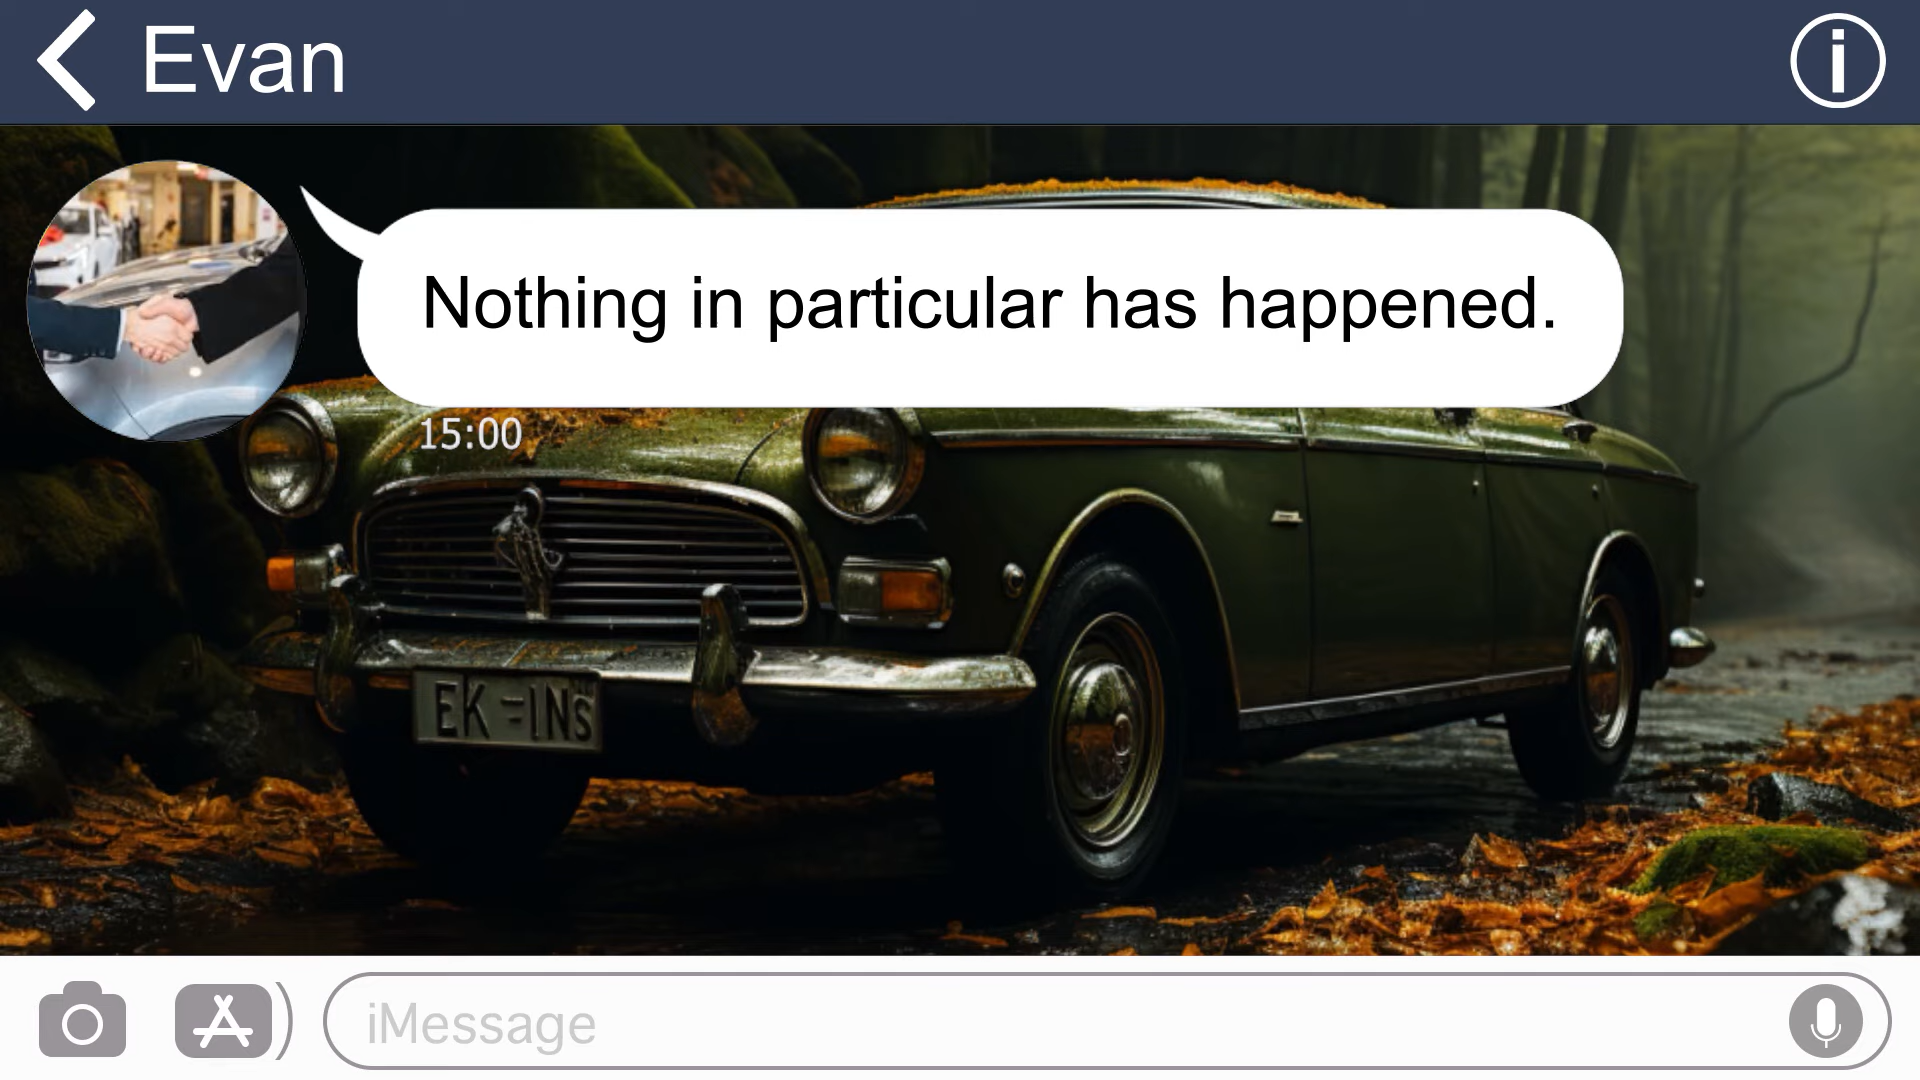 Evan
Nothing in particular has happened.
15:00
EK-INs
iMessage